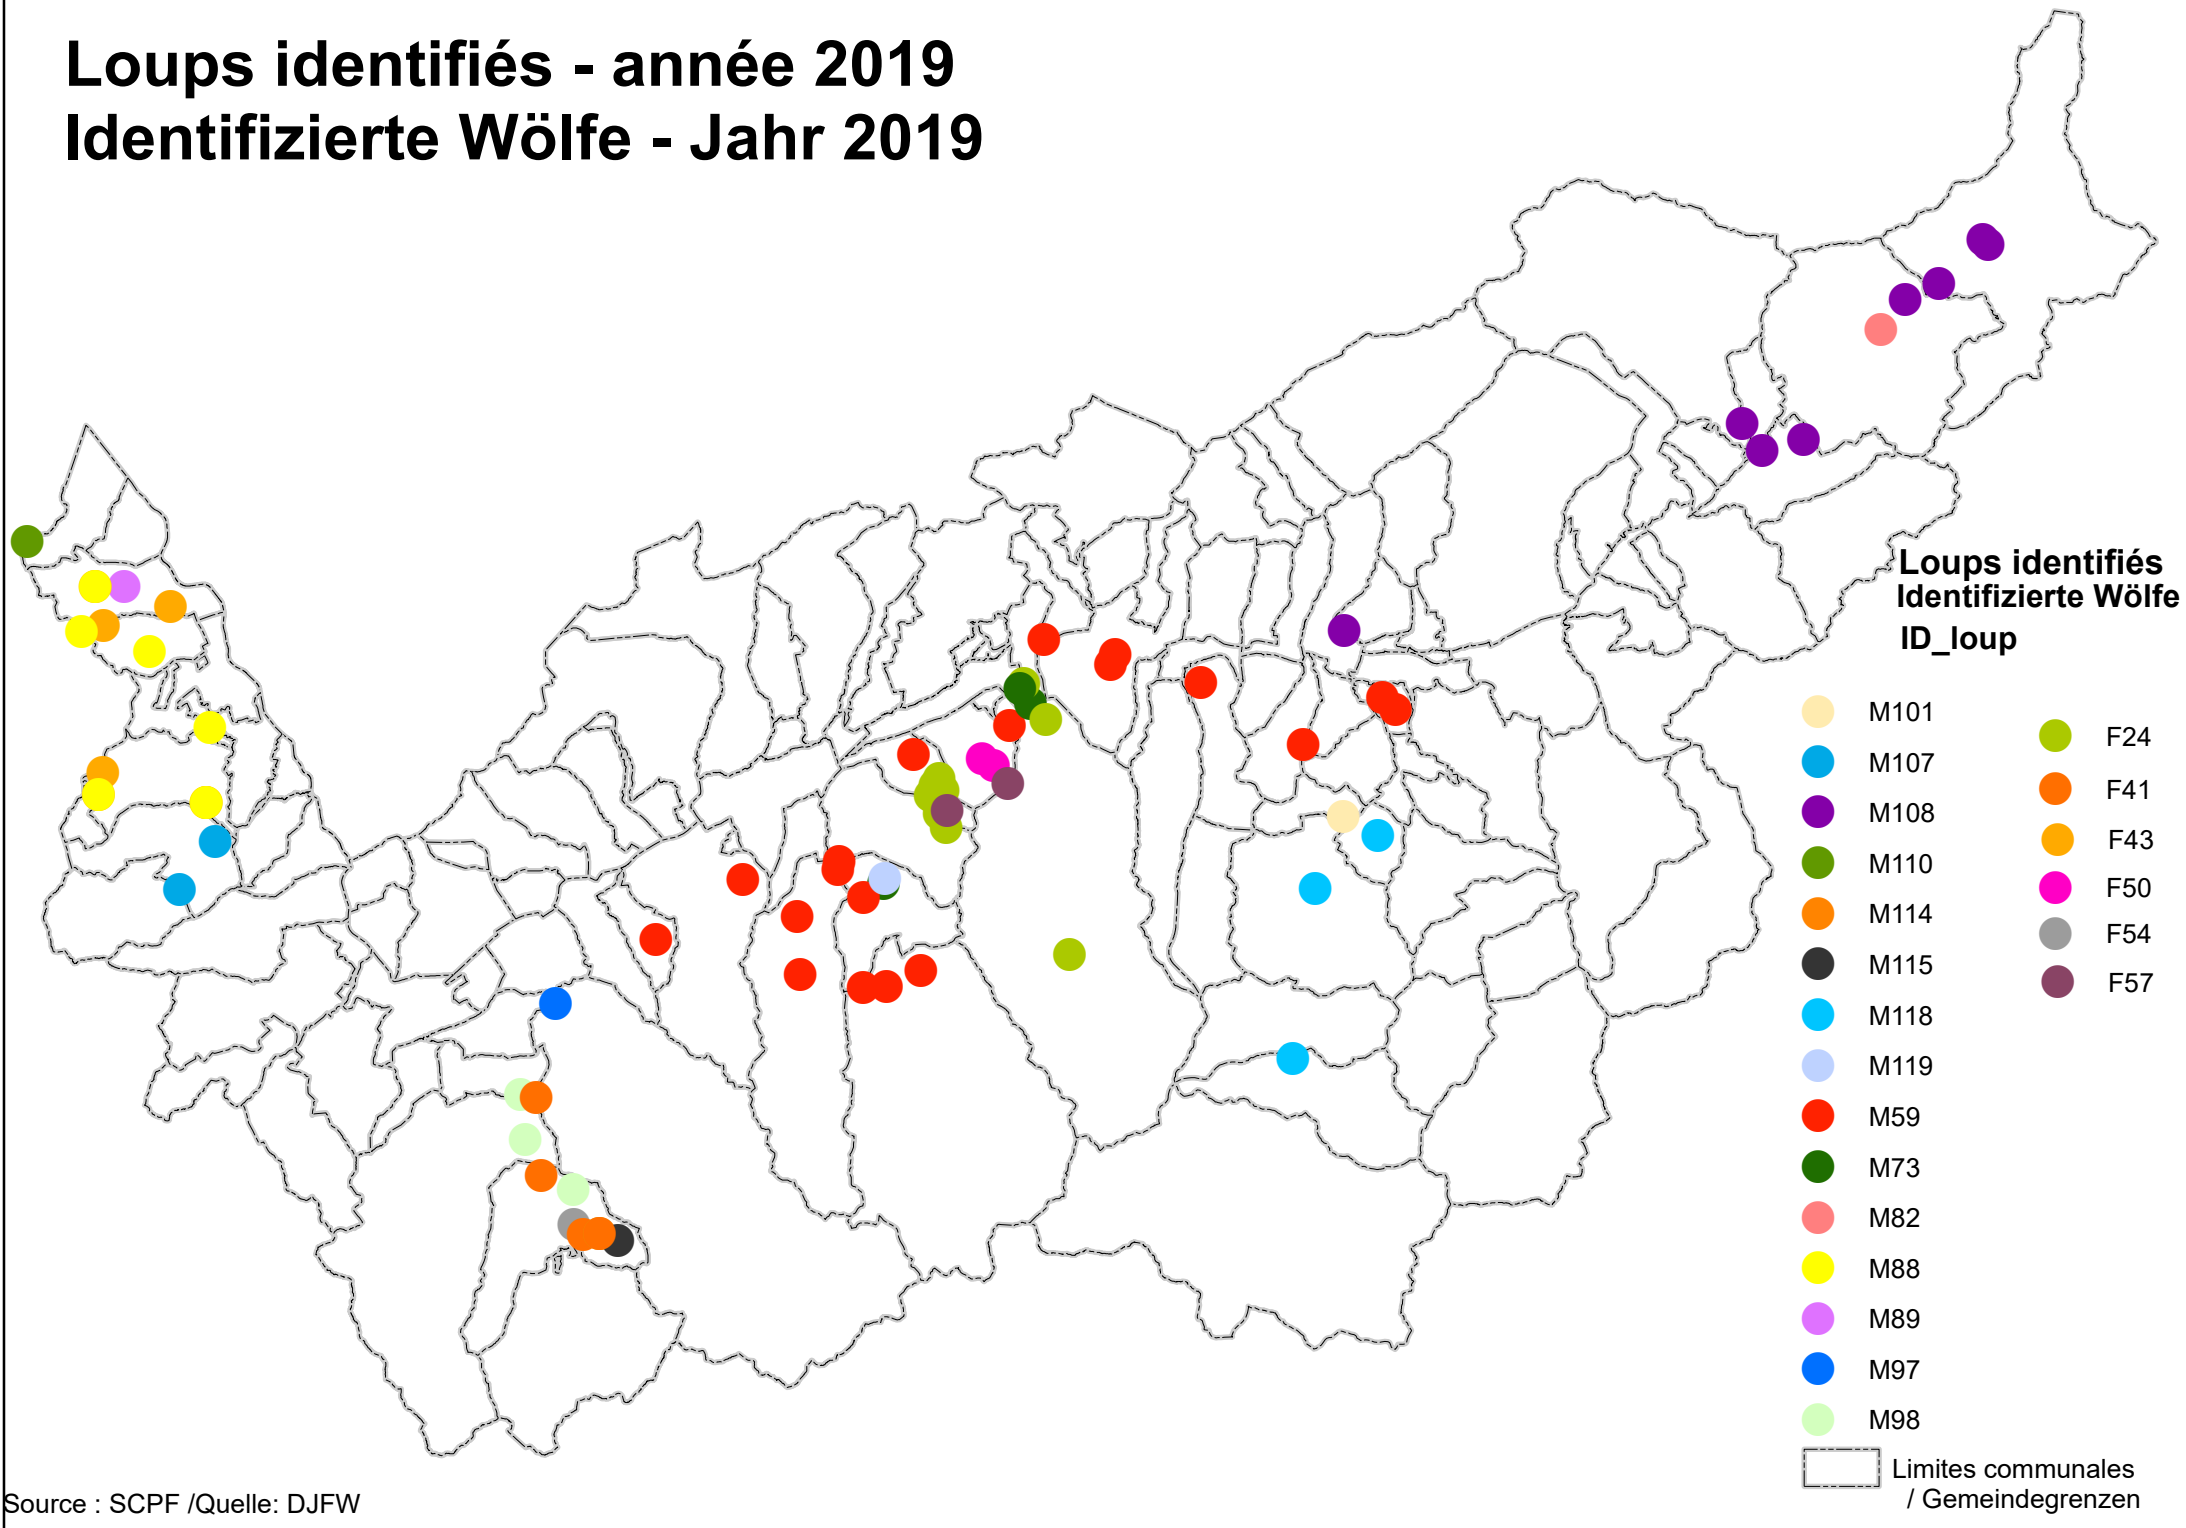 Loups identifiés - année 2019
Identifizierte Wölfe - Jahr 2019
Loups identifiés
Identifizierte Wölfe
ID_loup
M101
M107
M108
M110
M114
M115
M118
M119
M59
M73
M82
M88
M89
M97
M98
F24
F41
F43
F50
F54
F57
Limites communales
/ Gemeindegrenzen
Source : SCPF /Quelle: DJFW